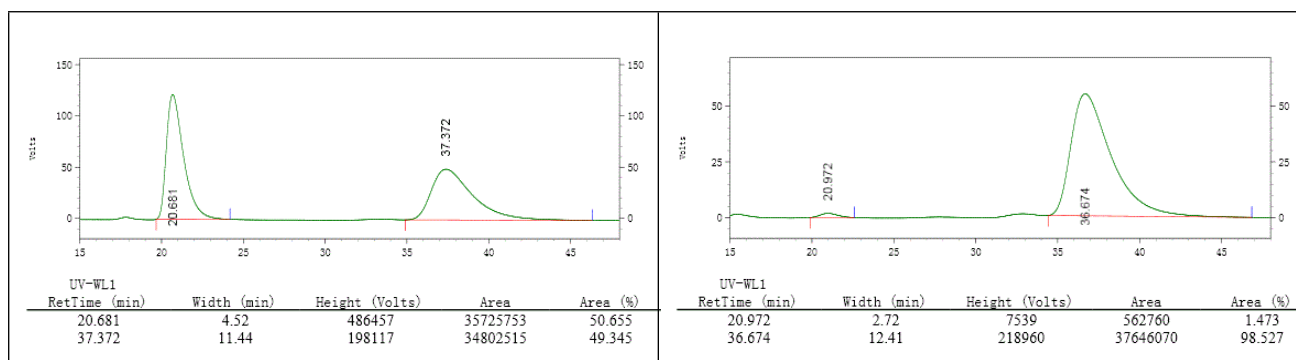 150
100
50
0
Volts
20.681
37.372
150
100
50
0
15 20 25 30 35 40 45
UV-WL1
RetTime (min) Width (min) Height (Volts) Area Area (%)
20.681 4.52 486457 35725753 50.655
37.372 11.44 198117 34802515 49.345
50
25
0
Volts
20.972
36.674
50
25
0
15 20 25 30 35 40 45
UV-WL1
RetTime (min) Width (min) Height (Volts) Area Area (%)
20.972 2.72 7539 562760 1.473
36.674 12.41 218960 37646070 98.527